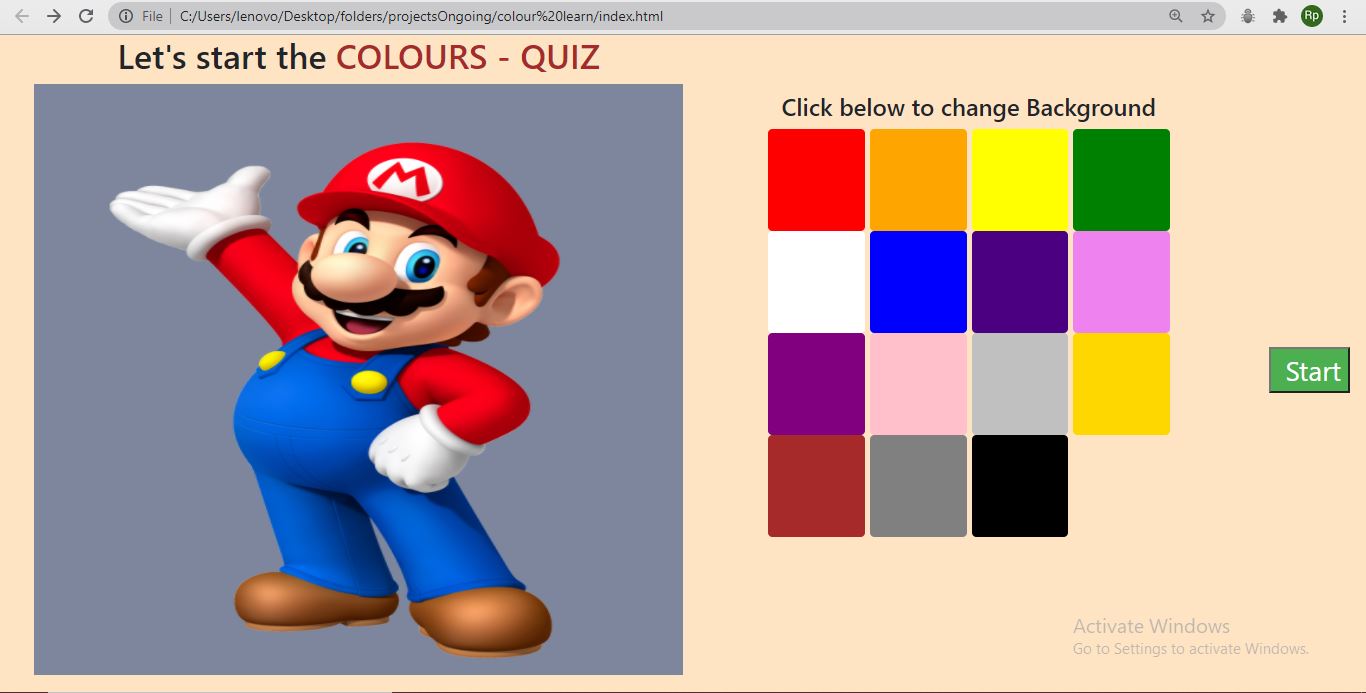 File
C:/Users/lenovo/Desktop/folders/projectsOngoing/colour%20learn/index.html
Rp
Let's start the COLOURS - QUIZ
Click below to change Background
M
Start
Activate Windows
Go to Settings to activate Windows.